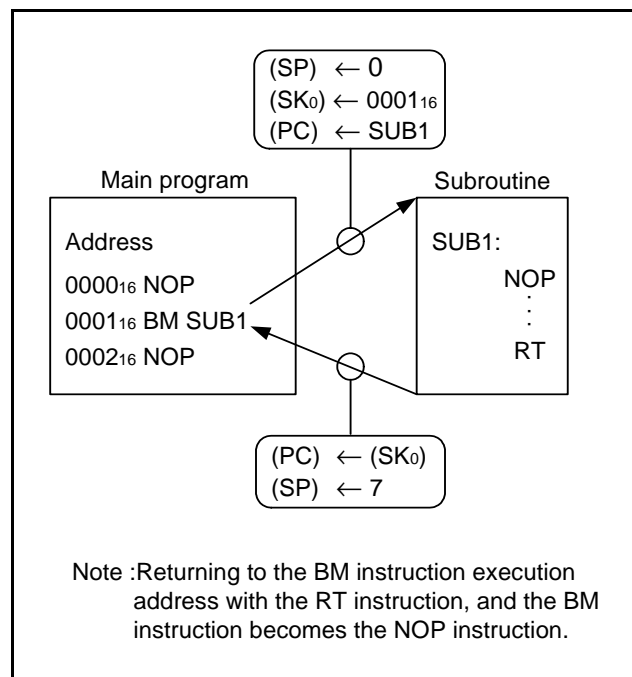 (SP) ← 0
(SK₀) ← 0001₁₆
(PC) ← SUB1
Main program
Subroutine
Address
0000₁₆ NOP
0001₁₆ BM SUB1
0002₁₆ NOP
SUB1:
NOP
:
:
RT
(PC) ← (SK₀)
(SP) ← 7
Note :Returning to the BM instruction execution
address with the RT instruction, and the BM
instruction becomes the NOP instruction.